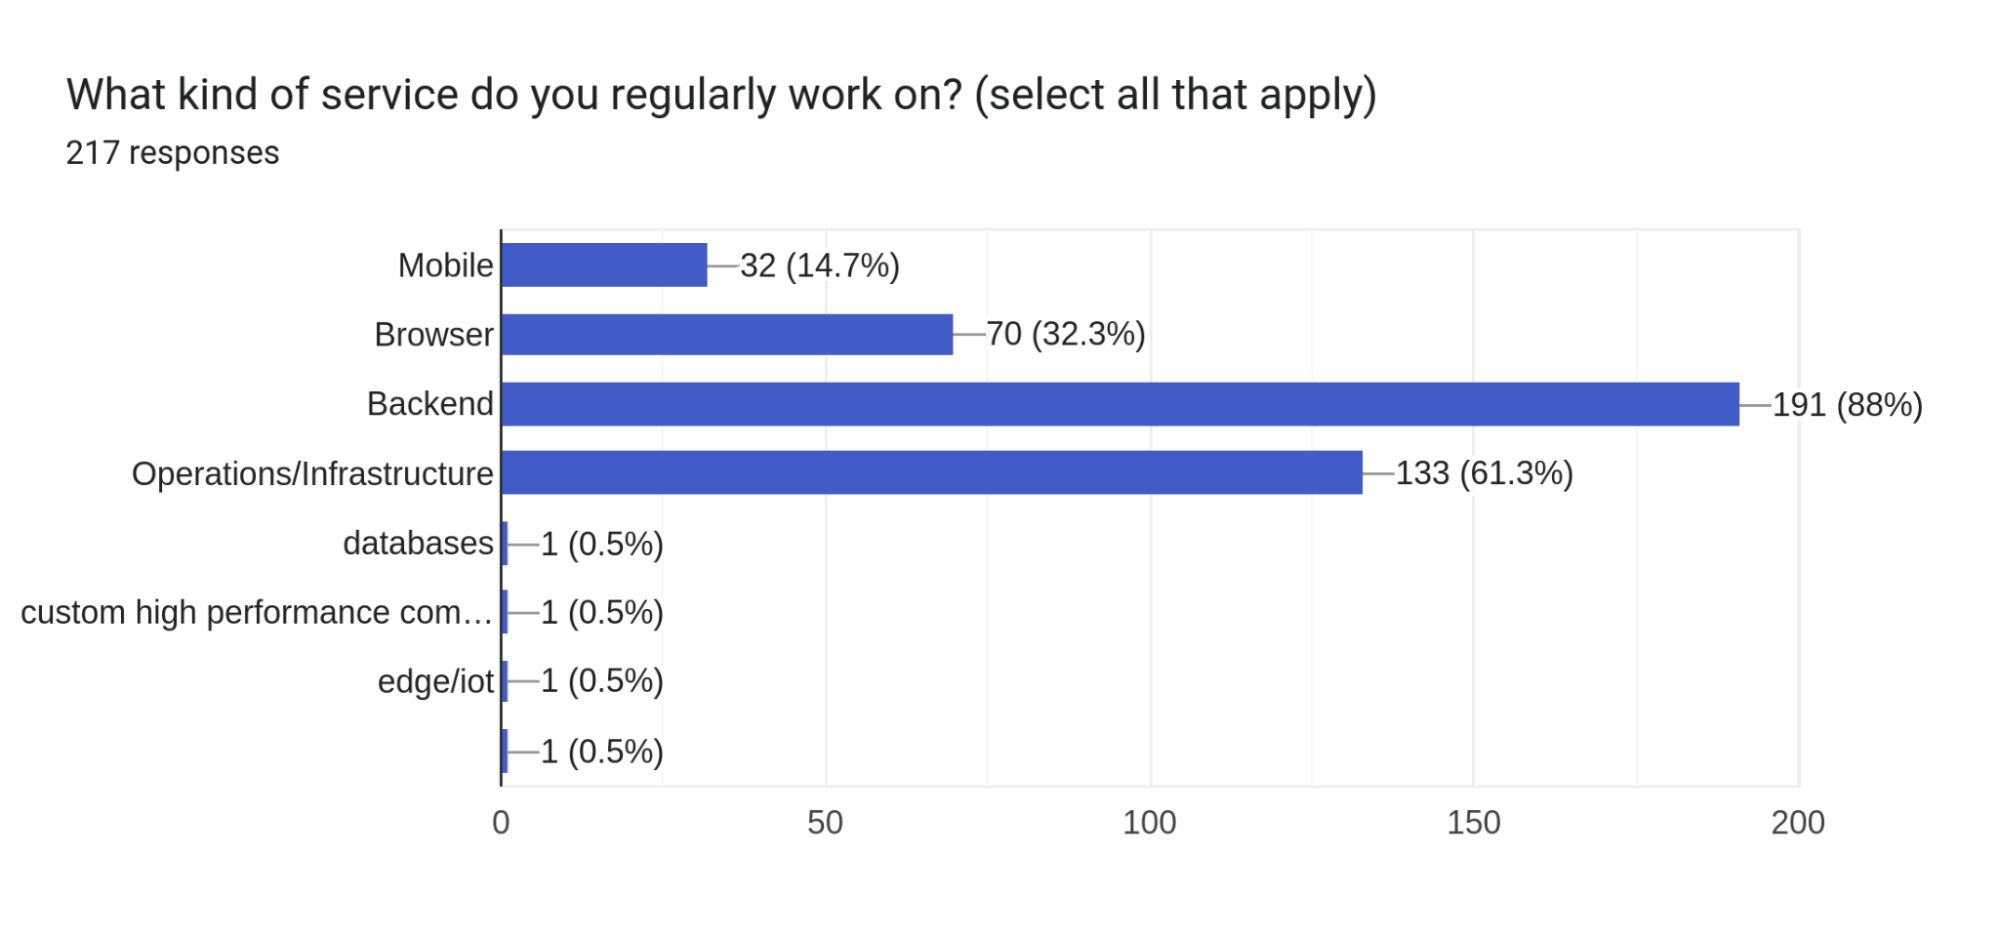 What kind of service do you regularly work on? (select all that apply)
217 responses
Mobile 32 (14.7%)
Browser 70 (32.3%)
Backend 191 (88%)
Operations/Infrastructure 133 (61.3%)
databases 1 (0.5%)
custom high performance com… 1 (0.5%)
edge/iot 1 (0.5%)
1 (0.5%)
0 50 100 150 200